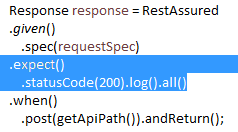 Response response = RestAssured
.given()
.spec(requestSpec)
.expect()
.statusCode(200).log().all()
.when()
.post(getApiPath()).andReturn();